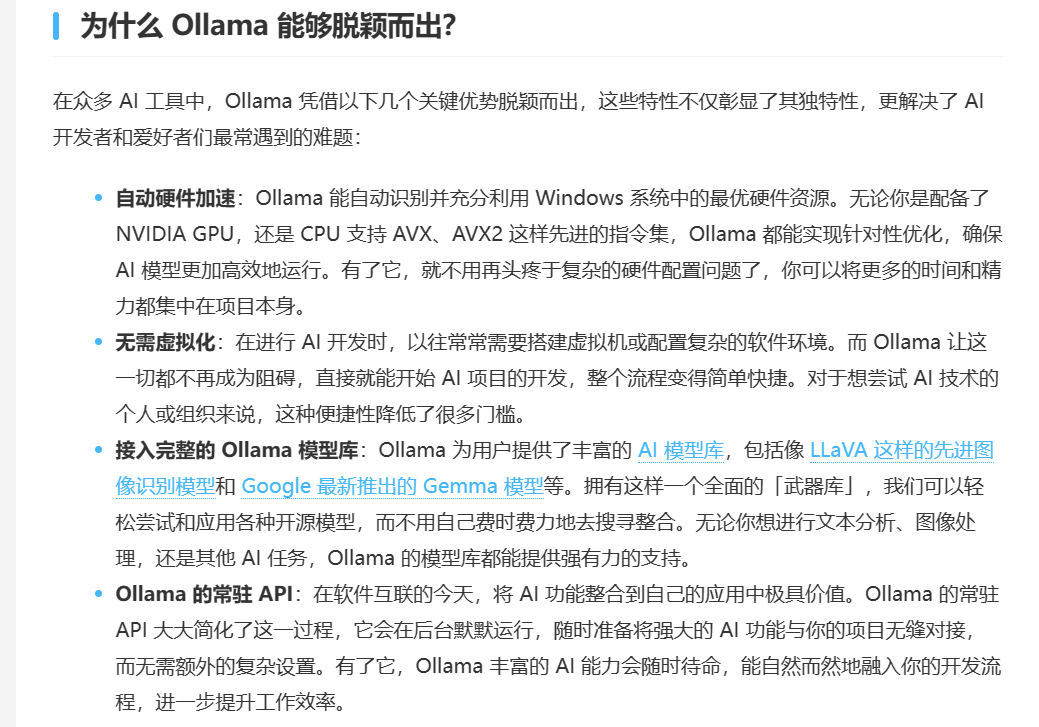 为什么 Ollama 能够脱颖而出？
在众多 AI 工具中，Ollama 凭借以下几个关键优势脱颖而出，这些特性不仅彰显了其独特性，更解决了 AI
开发者和爱好者们最常遇到的难题：
自动硬件加速：Ollama 能自动识别并充分利用 Windows 系统中的最优硬件资源。无论你是配备了
NVIDIA GPU，还是 CPU 支持 AVX、AVX2 这样先进的指令集，Ollama 都能实现针对性优化，确保
AI 模型更加高效地运行。有了它，就不用再头疼于复杂的硬件配置问题了，你可以将更多的时间和精
力都集中在项目本身。
无需虚拟化：在进行 AI 开发时，以往常常需要搭建虚拟机或配置复杂的软件环境。而 Ollama 让这
一切都不再成为阻碍，直接就能开始 AI 项目的开发，整个流程变得简单快捷。对于想尝试 AI 技术的
个人或组织来说，这种便捷性降低了很多门槛。
接入完整的 Ollama 模型库：Ollama 为用户提供了丰富的 AI 模型库，包括像 LLaVA 这样的先进图
像识别模型和 Google 最新推出的 Gemma 模型等。拥有这样一个全面的「武器库」，我们可以轻
松尝试和应用各种开源模型，而不用自己费时费力地去搜寻整合。无论你想进行文本分析、图像处
理，还是其他 AI 任务，Ollama 的模型库都能提供强有力的支持。
Ollama 的常驻 API：在软件互联的今天，将 AI 功能整合到自己的应用中极具价值。Ollama 的常驻
API 大大简化了这一过程，它会在后台默默运行，随时准备将强大的 AI 功能与你的项目无缝对接，
而无需额外的复杂设置。有了它，Ollama 丰富的 AI 能力会随时待命，能自然而然地融入你的开发流
程，进一步提升工作效率。